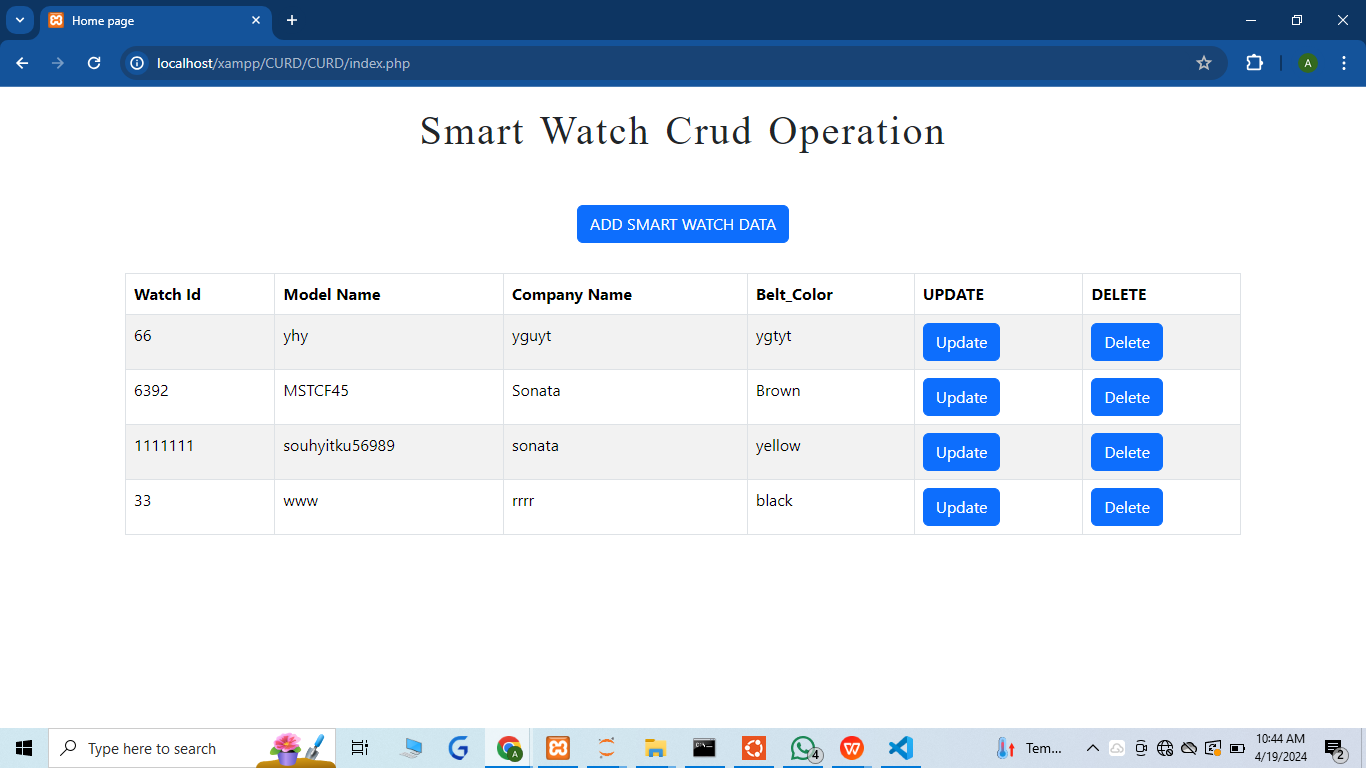 Home page
localhost/xampp/CURD/CURD/index.php
A
Smart Watch Crud Operation
ADD SMART WATCH DATA
Watch Id Model Name Company Name Belt_Color UPDATE DELETE
66 yhy yguyt ygtyt Update Delete
6392 MSTCF45 Sonata Brown Update Delete
1111111 souhyitku56989 sonata yellow Update Delete
33 www rrrr black Update Delete
Type here to search
A
4
Tem...
10:44 AM
4/19/2024
2